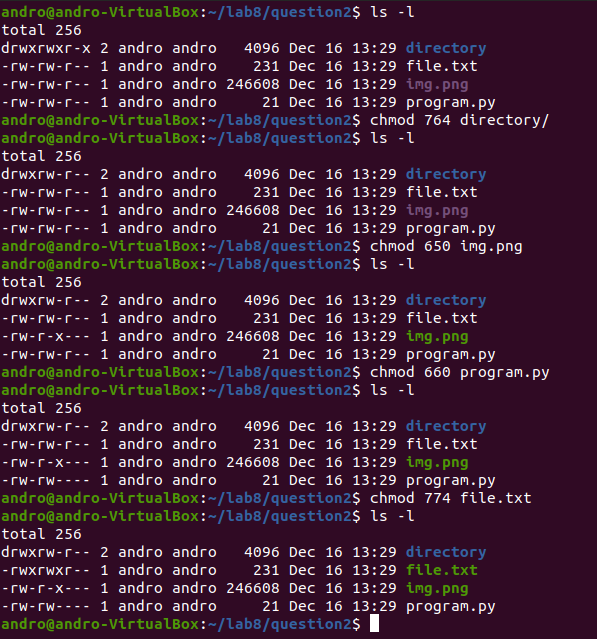 andro@andro-VirtualBox:~/lab8/question2$ ls -l
total 256
drwxrwxr-x 2 andro andro   4096 Dec 16 13:29 directory
-rw-rw-r-- 1 andro andro    231 Dec 16 13:29 file.txt
-rw-rw-r-- 1 andro andro 246608 Dec 16 13:29 img.png
-rw-rw-r-- 1 andro andro     21 Dec 16 13:29 program.py
andro@andro-VirtualBox:~/lab8/question2$ chmod 764 directory/
andro@andro-VirtualBox:~/lab8/question2$ ls -l
total 256
drwxrw-r-- 2 andro andro   4096 Dec 16 13:29 directory
-rw-rw-r-- 1 andro andro    231 Dec 16 13:29 file.txt
-rw-rw-r-- 1 andro andro 246608 Dec 16 13:29 img.png
-rw-rw-r-- 1 andro andro     21 Dec 16 13:29 program.py
andro@andro-VirtualBox:~/lab8/question2$ chmod 650 img.png
andro@andro-VirtualBox:~/lab8/question2$ ls -l
total 256
drwxrw-r-- 2 andro andro   4096 Dec 16 13:29 directory
-rw-rw-r-- 1 andro andro    231 Dec 16 13:29 file.txt
-rw-r-x--- 1 andro andro 246608 Dec 16 13:29 img.png
-rw-rw-r-- 1 andro andro     21 Dec 16 13:29 program.py
andro@andro-VirtualBox:~/lab8/question2$ chmod 660 program.py
andro@andro-VirtualBox:~/lab8/question2$ ls -l
total 256
drwxrw-r-- 2 andro andro   4096 Dec 16 13:29 directory
-rw-rw-r-- 1 andro andro    231 Dec 16 13:29 file.txt
-rw-r-x--- 1 andro andro 246608 Dec 16 13:29 img.png
-rw-rw---- 1 andro andro     21 Dec 16 13:29 program.py
andro@andro-VirtualBox:~/lab8/question2$ chmod 774 file.txt
andro@andro-VirtualBox:~/lab8/question2$ ls -l
total 256
drwxrw-r-- 2 andro andro   4096 Dec 16 13:29 directory
-rwxrwxr-- 1 andro andro    231 Dec 16 13:29 file.txt
-rw-r-x--- 1 andro andro 246608 Dec 16 13:29 img.png
-rw-rw---- 1 andro andro     21 Dec 16 13:29 program.py
andro@andro-VirtualBox:~/lab8/question2$